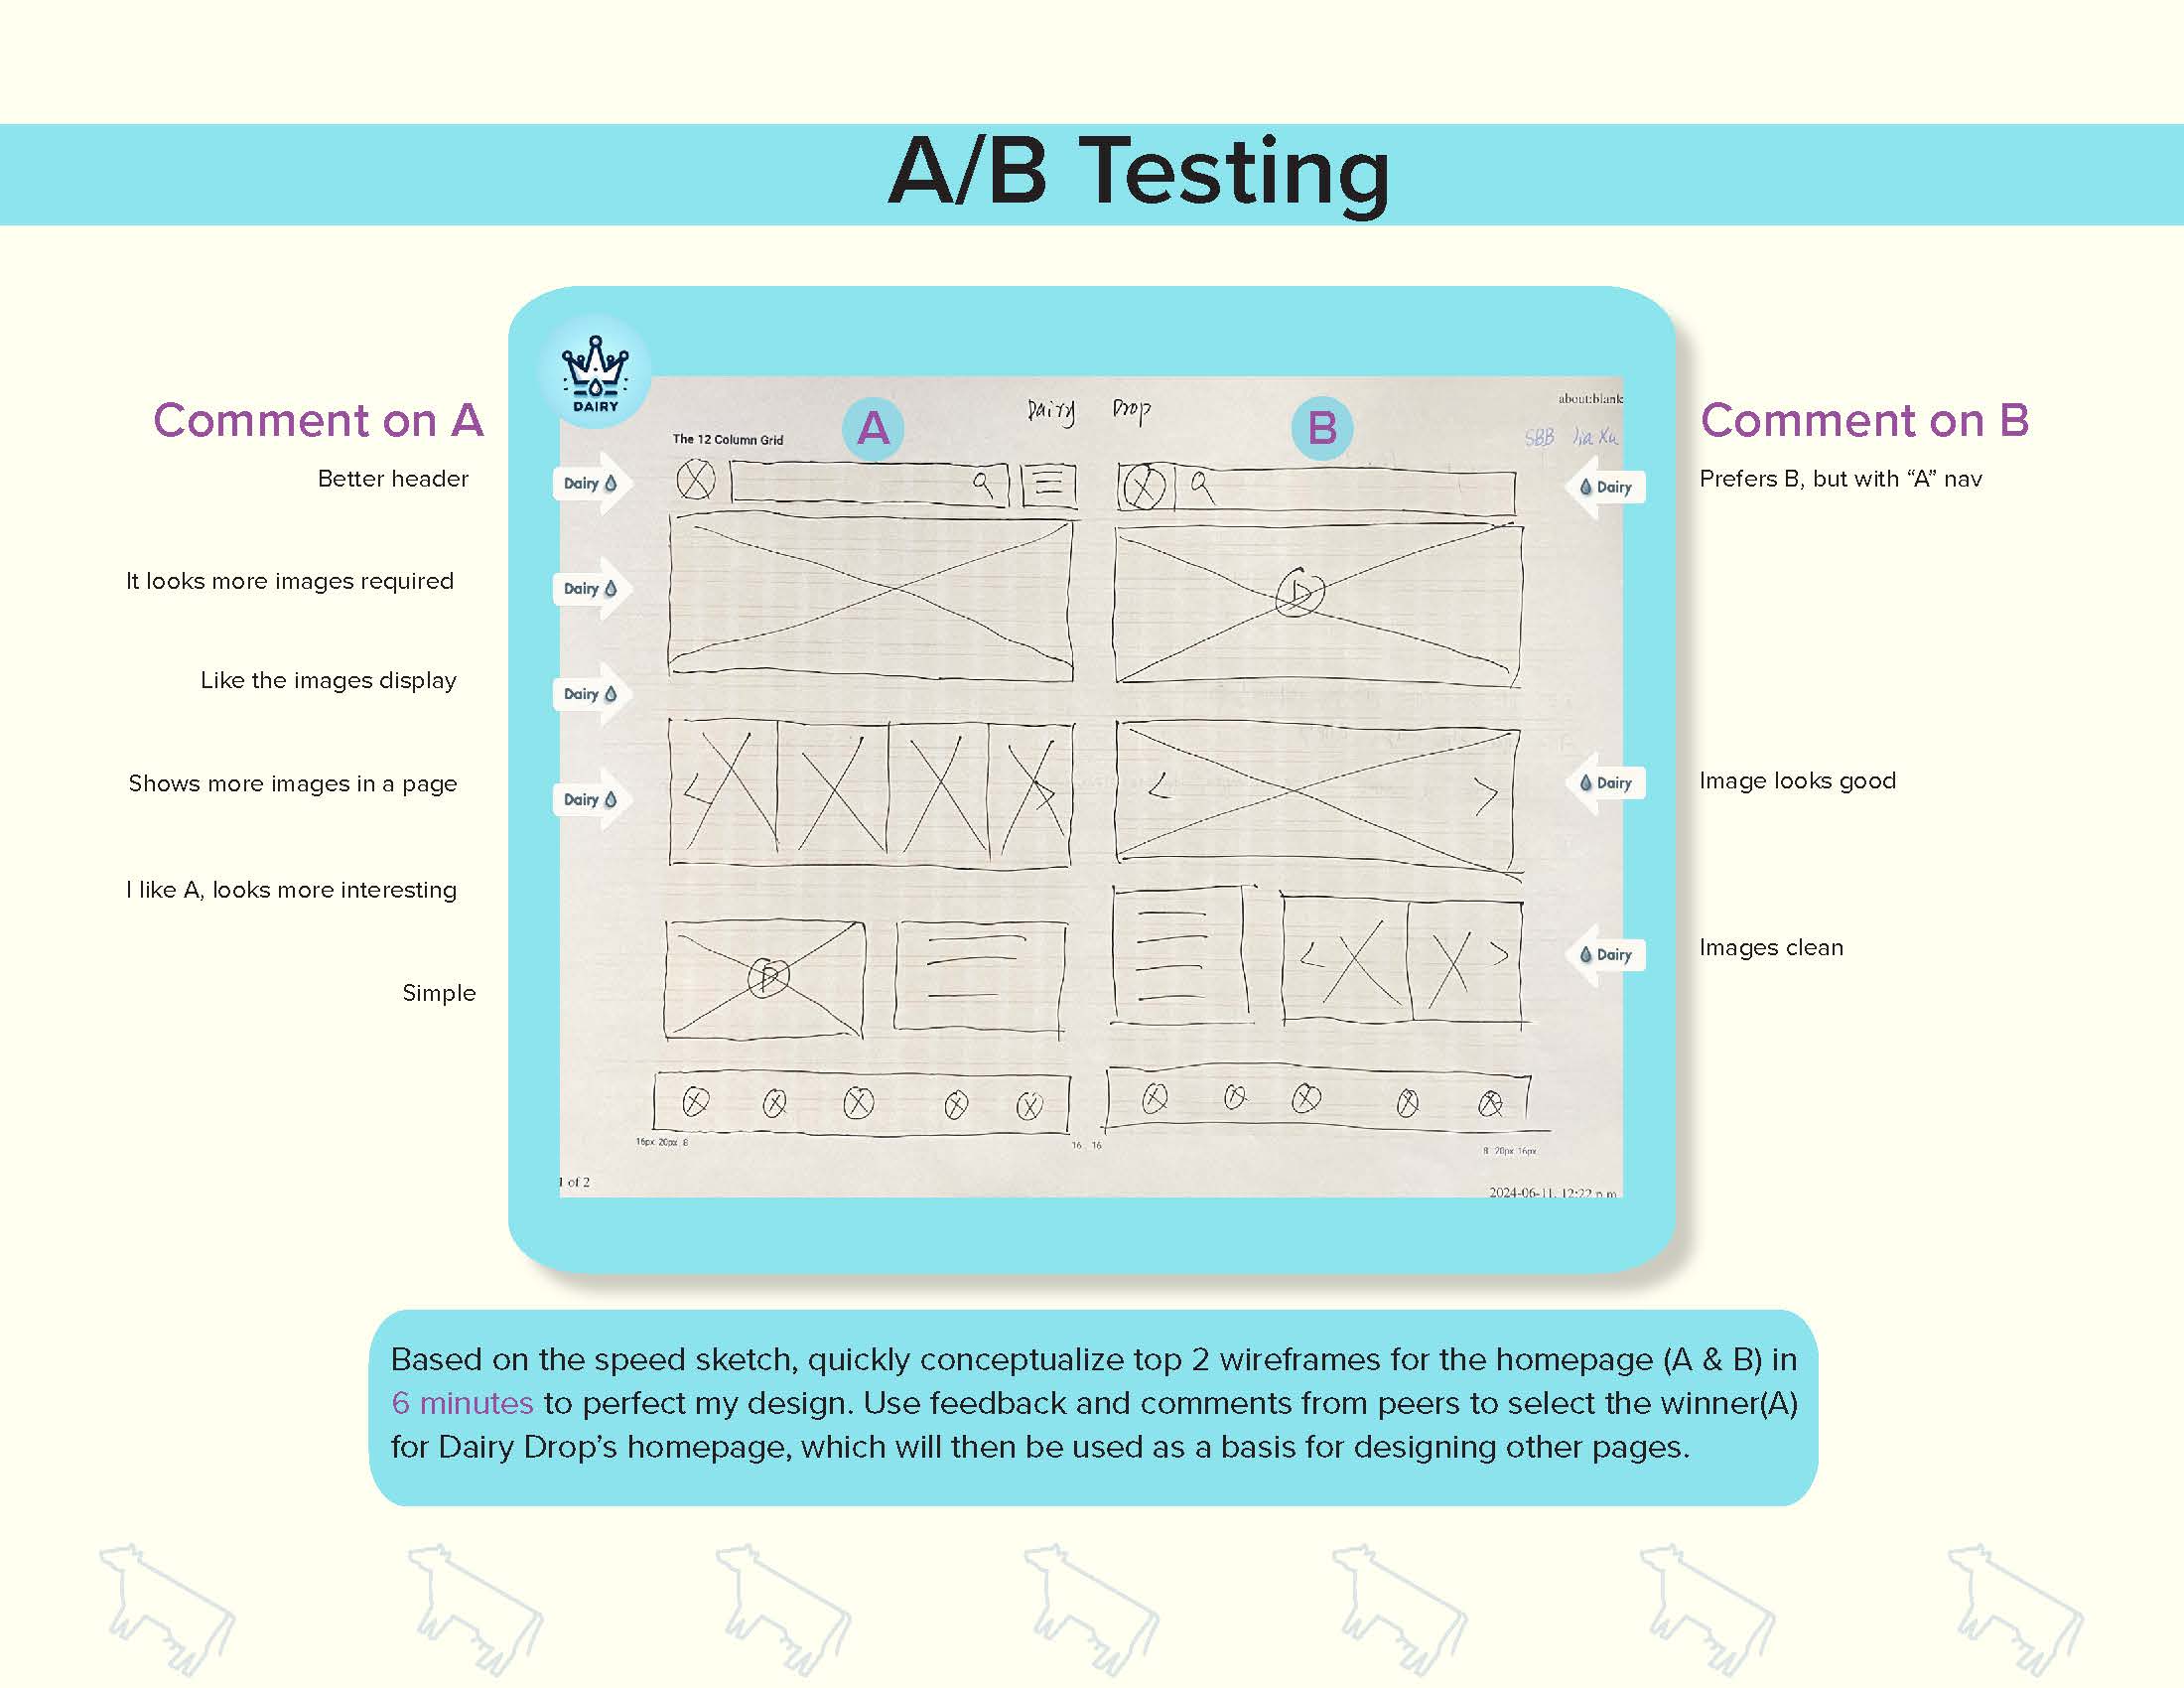 A/B Testing
DAIRY
Comment on A
Better header
It looks more images required
Like the images display
Shows more images in a page
I like A, looks more interesting
Simple
Dairy
Dairy
Dairy
Dairy
Dairy Drop
about:blank
The 12 Column Grid
A
B
SBB Jia Xu
16px 20px 8
16 16
8 20px 16px
1 of 2
2024-06-11, 12:22 p.m
Dairy
Dairy
Dairy
Comment on B
Prefers B, but with “A” nav
Image looks good
Images clean
Based on the speed sketch, quickly conceptualize top 2 wireframes for the homepage (A & B) in
6 minutes to perfect my design. Use feedback and comments from peers to select the winner(A)
for Dairy Drop’s homepage, which will then be used as a basis for designing other pages.